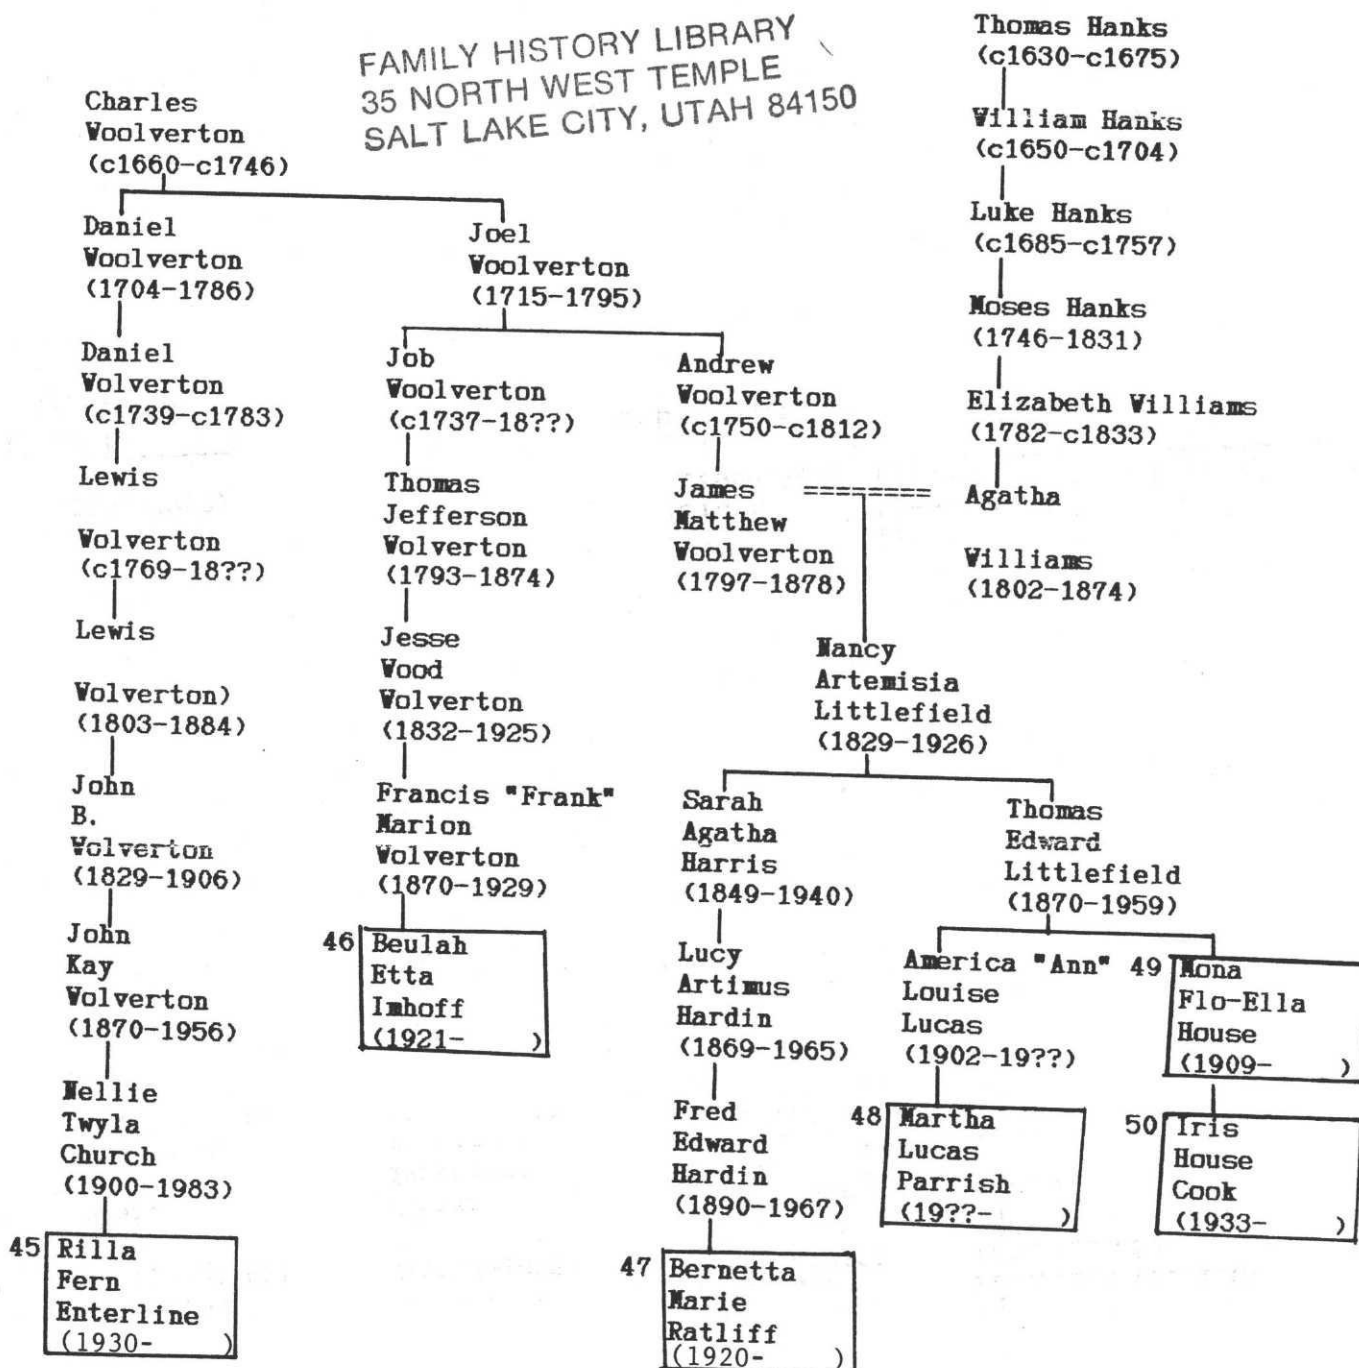 FAMILY HISTORY LIBRARY
35 NORTH WEST TEMPLE
SALT LAKE CITY, UTAH 84150
Thomas Hanks
(c1630-c1675)
William Hanks
(c1650-c1704)
Luke Hanks
(c1685-c1757)
Moses Hanks
(1746-1831)
Elizabeth Williams
(1782-c1833)
Agatha
Williams
(1802-1874)
Charles
Woolverton
(c1660-c1746)
Daniel
Woolverton
(1704-1786)
Joel
Woolverton
(1715-1795)
Daniel
Wolverton
(c1739-c1783)
Job
Woolverton
(c1737-18??)
Andrew
Woolverton
(c1750-c1812)
Lewis
Wolverton
(c1769-18??)
Thomas
Jefferson
Wolverton
(1793-1874)
James ========
Matthew
Woolverton
(1797-1878)
Lewis
Wolverton)
(1803-1884)
Jesse
Wood
Wolverton
(1832-1925)
Nancy
Artemisia
Littlefield
(1829-1926)
John
B.
Wolverton
(1829-1906)
Francis "Frank"
Marion
Wolverton
(1870-1929)
Sarah
Agatha
Harris
(1849-1940)
Thomas
Edward
Littlefield
(1870-1959)
John
Kay
Wolverton
(1870-1956)
46 Beulah
Etta
Imhoff
(1921- )
Lucy
Artimus
Hardin
(1869-1965)
America "Ann"
Louise
Lucas
(1902-19??)
49 Mona
Flo-Ella
House
(1909- )
Nellie
Twyla
Church
(1900-1983)
Fred
Edward
Hardin
(1890-1967)
48 Martha
Lucas
Parrish
(19??- )
50 Iris
House
Cook
(1933- )
45 Rilla
Fern
Enterline
(1930- )
47 Bernetta
Marie
Ratliff
(1920- )